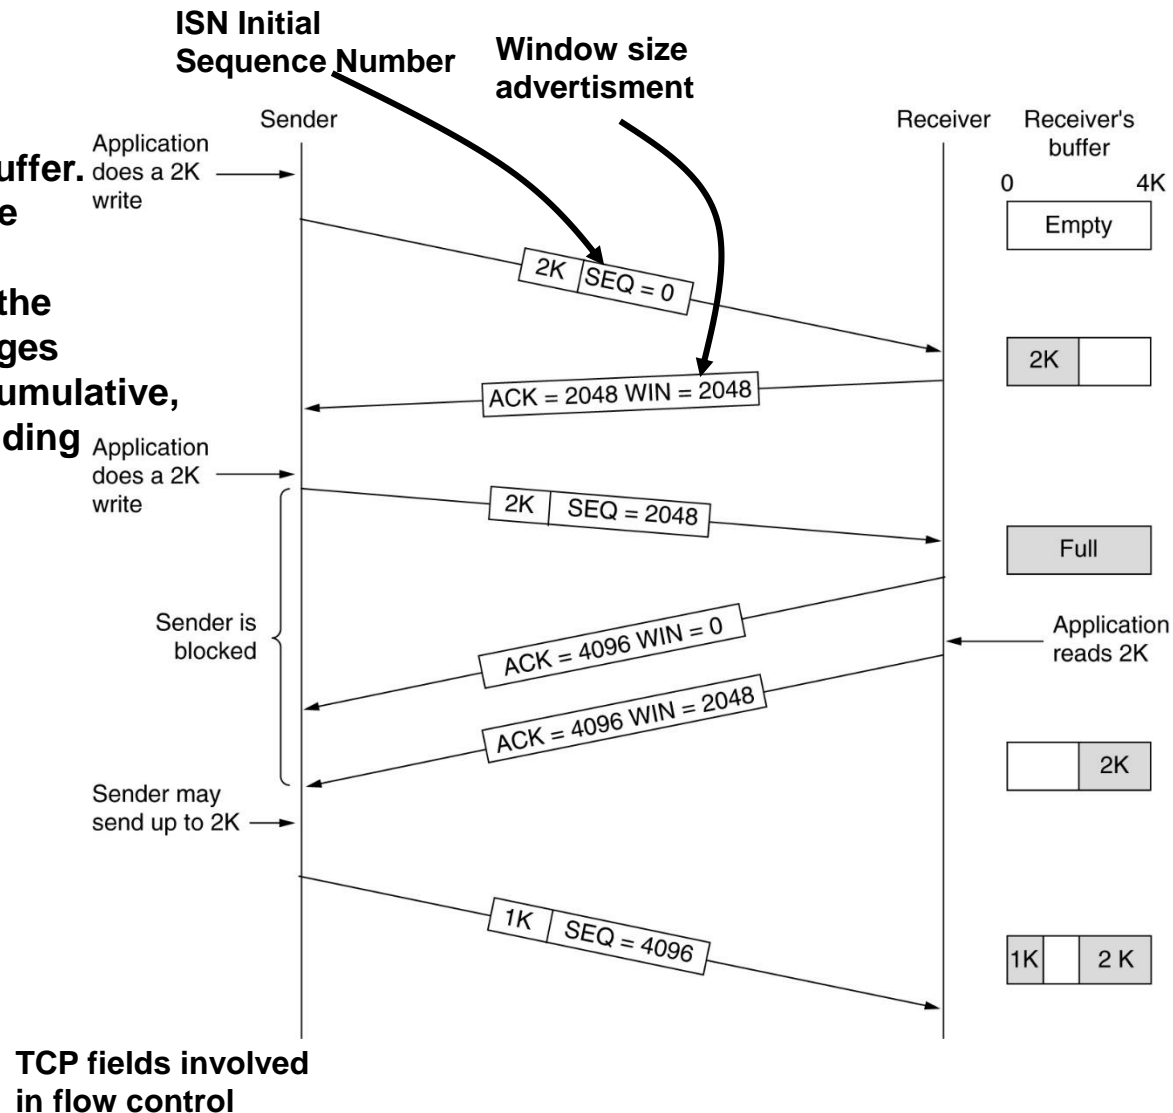 ISN Initial
Sequence Number
Window size
advertisment
Sender
Receiver
Receiver's
buffer
0 4K
Application
does a 2K
write
uffer.
e
the
ges
umulative,
ding
Empty
2K SEQ = 0
2K
ACK = 2048 WIN = 2048
Application
does a 2K
write
2K SEQ = 2048
Full
Sender is
blocked
ACK = 4096 WIN = 0
Application
reads 2K
ACK = 4096 WIN = 2048
2K
Sender may
send up to 2K
1K SEQ = 4096
1K 2 K
TCP fields involved
in flow control